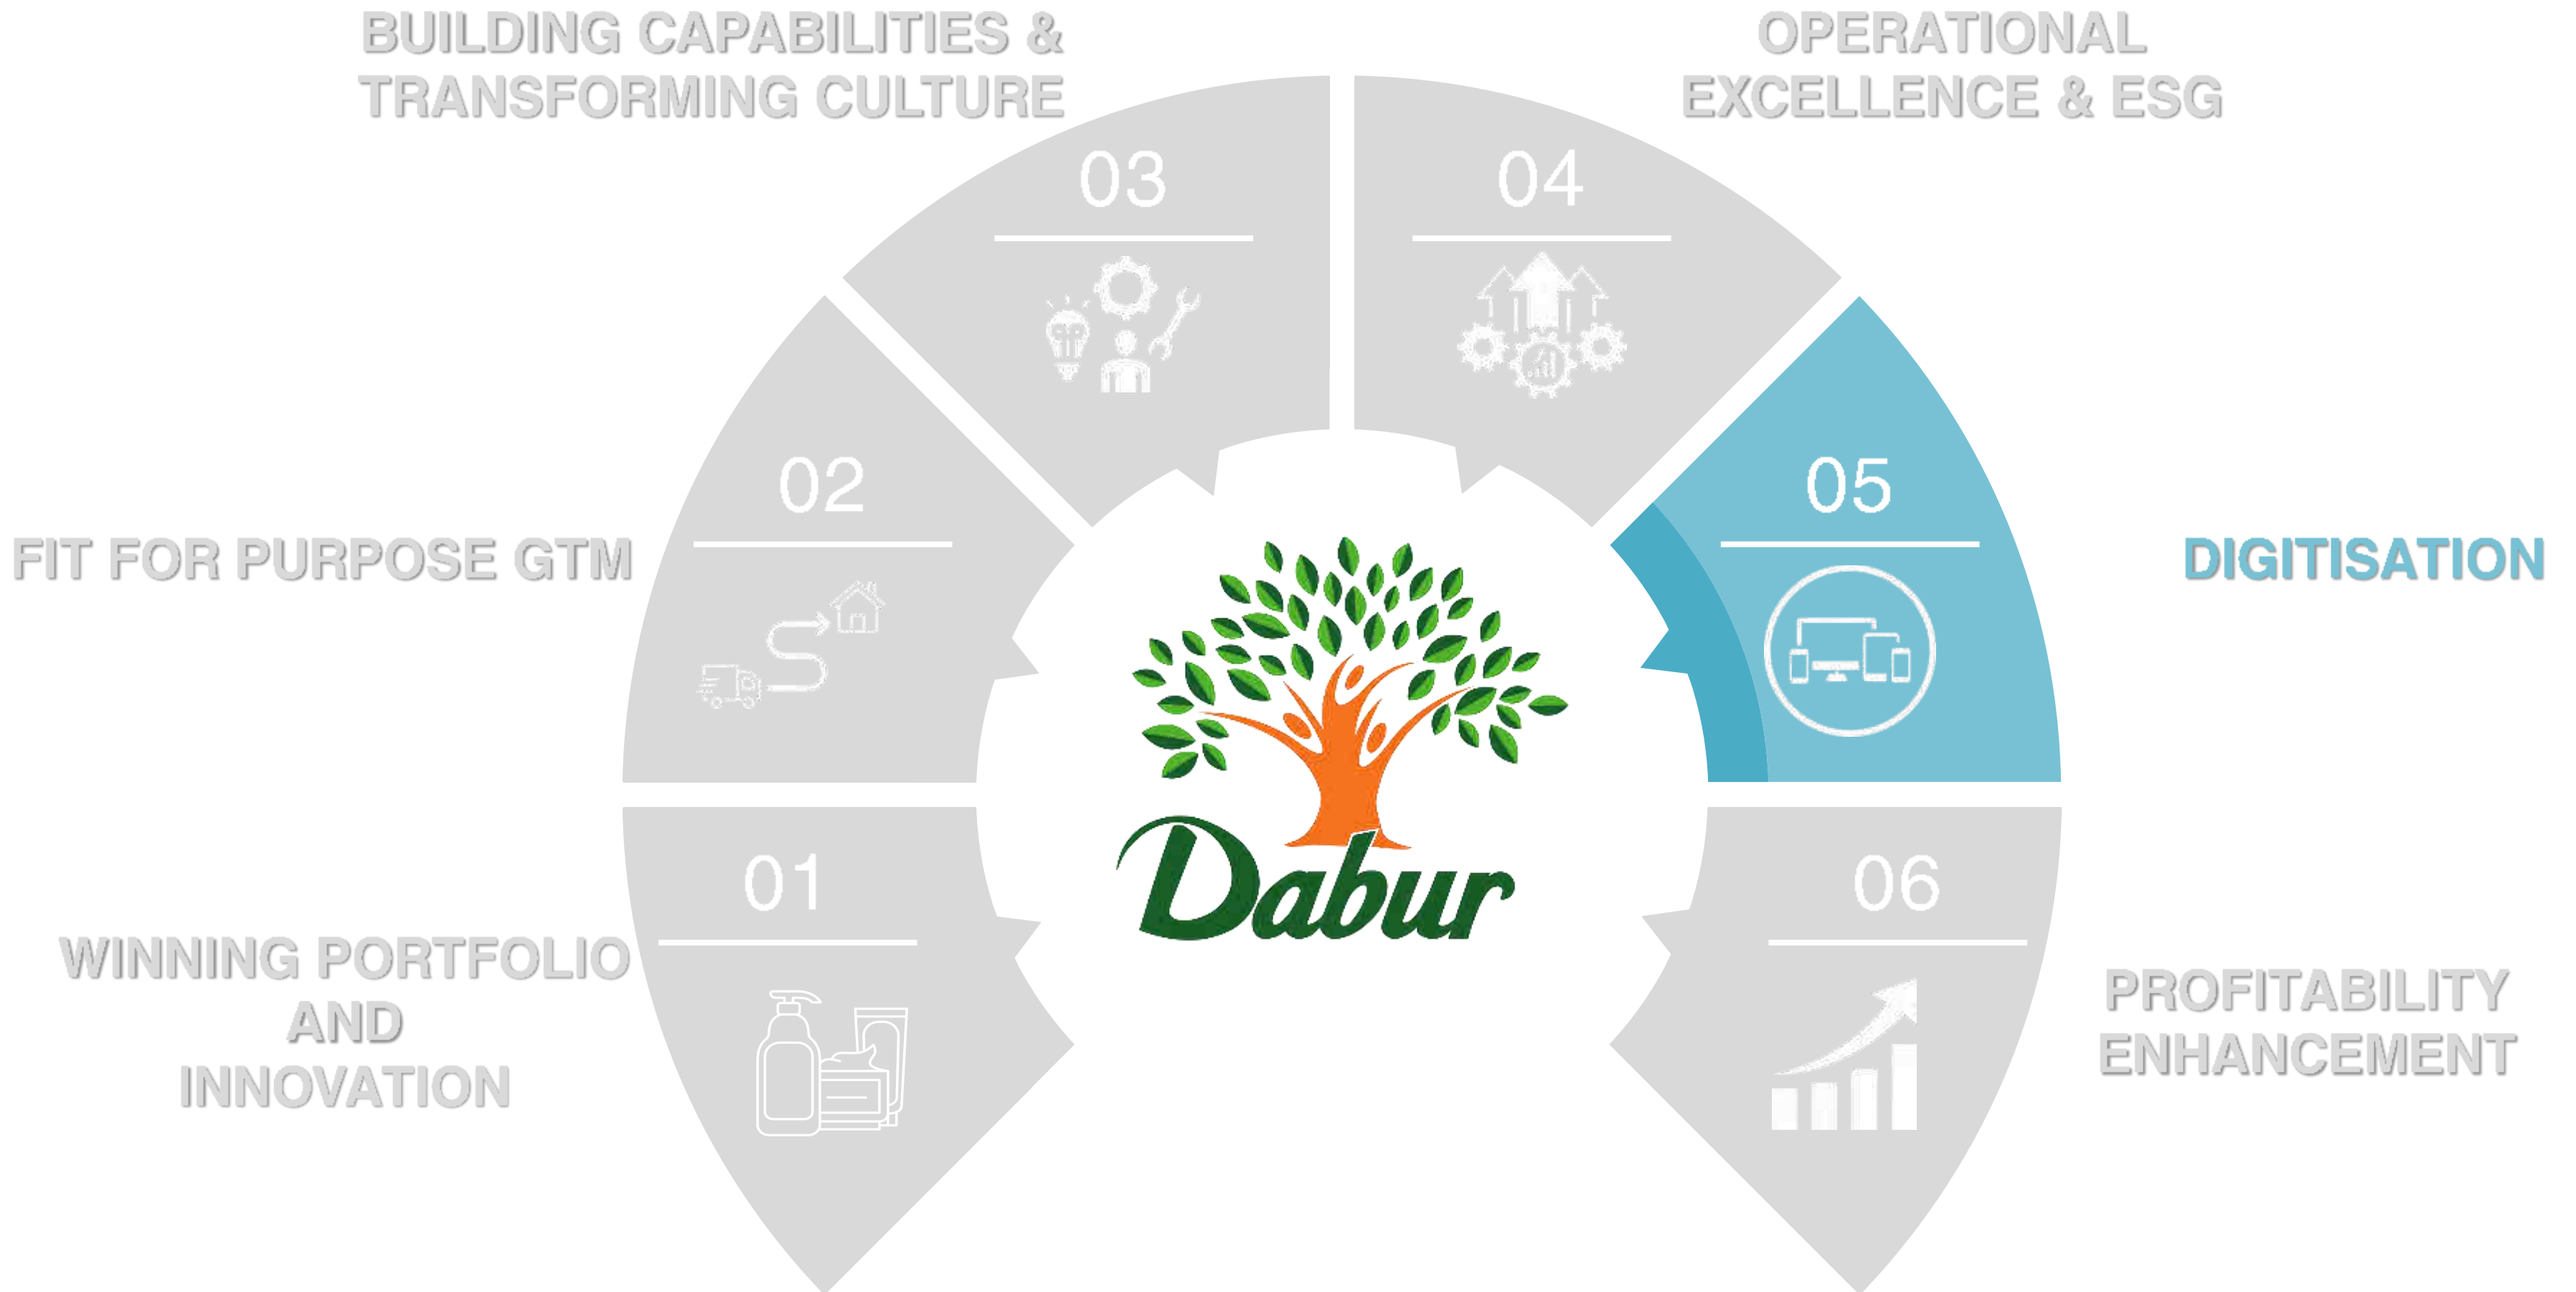 BUILDING CAPABILITIES &
TRANSFORMING CULTURE
OPERATIONAL
EXCELLENCE & ESG
03
04
02
05
FIT FOR PURPOSE GTM
DIGITISATION
Dabur
01
06
WINNING PORTFOLIO
AND
INNOVATION
PROFITABILITY
ENHANCEMENT